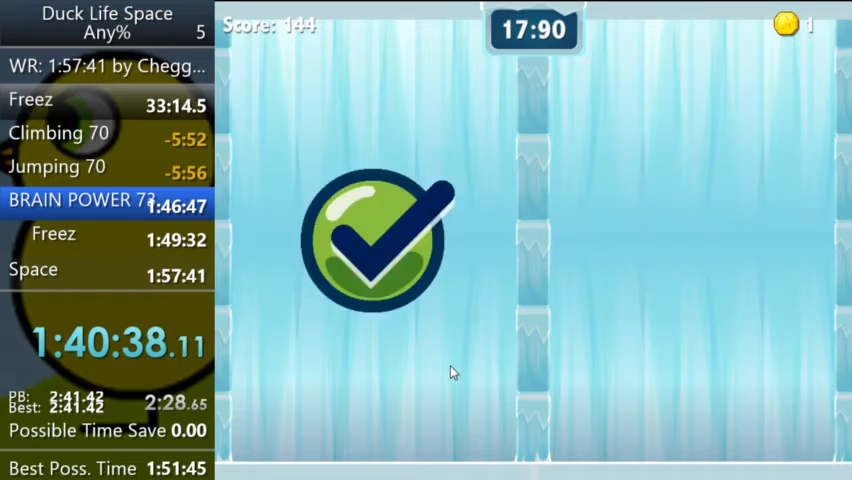 Duck Life Space
Any% 5
WR: 1:57:41 by Chegg...
Freez 33:14.5
Climbing 70 -5:52
Jumping 70 -5:56
BRAIN POWER 73 1:46:47
Freez 1:49:32
Space 1:57:41
1:40:38.11
PB: 2:41.42
Best: 2:41.42 2:28.65
Possible Time Save 0.00
Best Poss. Time 1:51:45
Score: 144
17:90
1